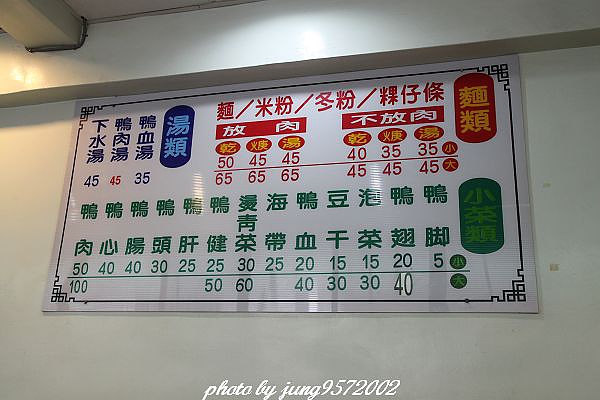 麵類
麵／米粉／冬粉／粿仔條
放肉 不放肉
乾 焿 湯 乾 焿 湯
50 45 45 40 35 35 小
65 65 65 45 45 45 大
湯類
鴨血湯 35
鴨肉湯 45
下水湯 45
小菜類
鴨脚 5
鴨翅 20 40
泡菜 15 30
豆干 15 30
鴨血 20 40
海帶 25
燙青菜 30 60
鴨健 25 50
鴨肝 25
鴨頭 30
鴨腸 40
鴨心 40
鴨肉 50 100
小
大
photo by jung9572002